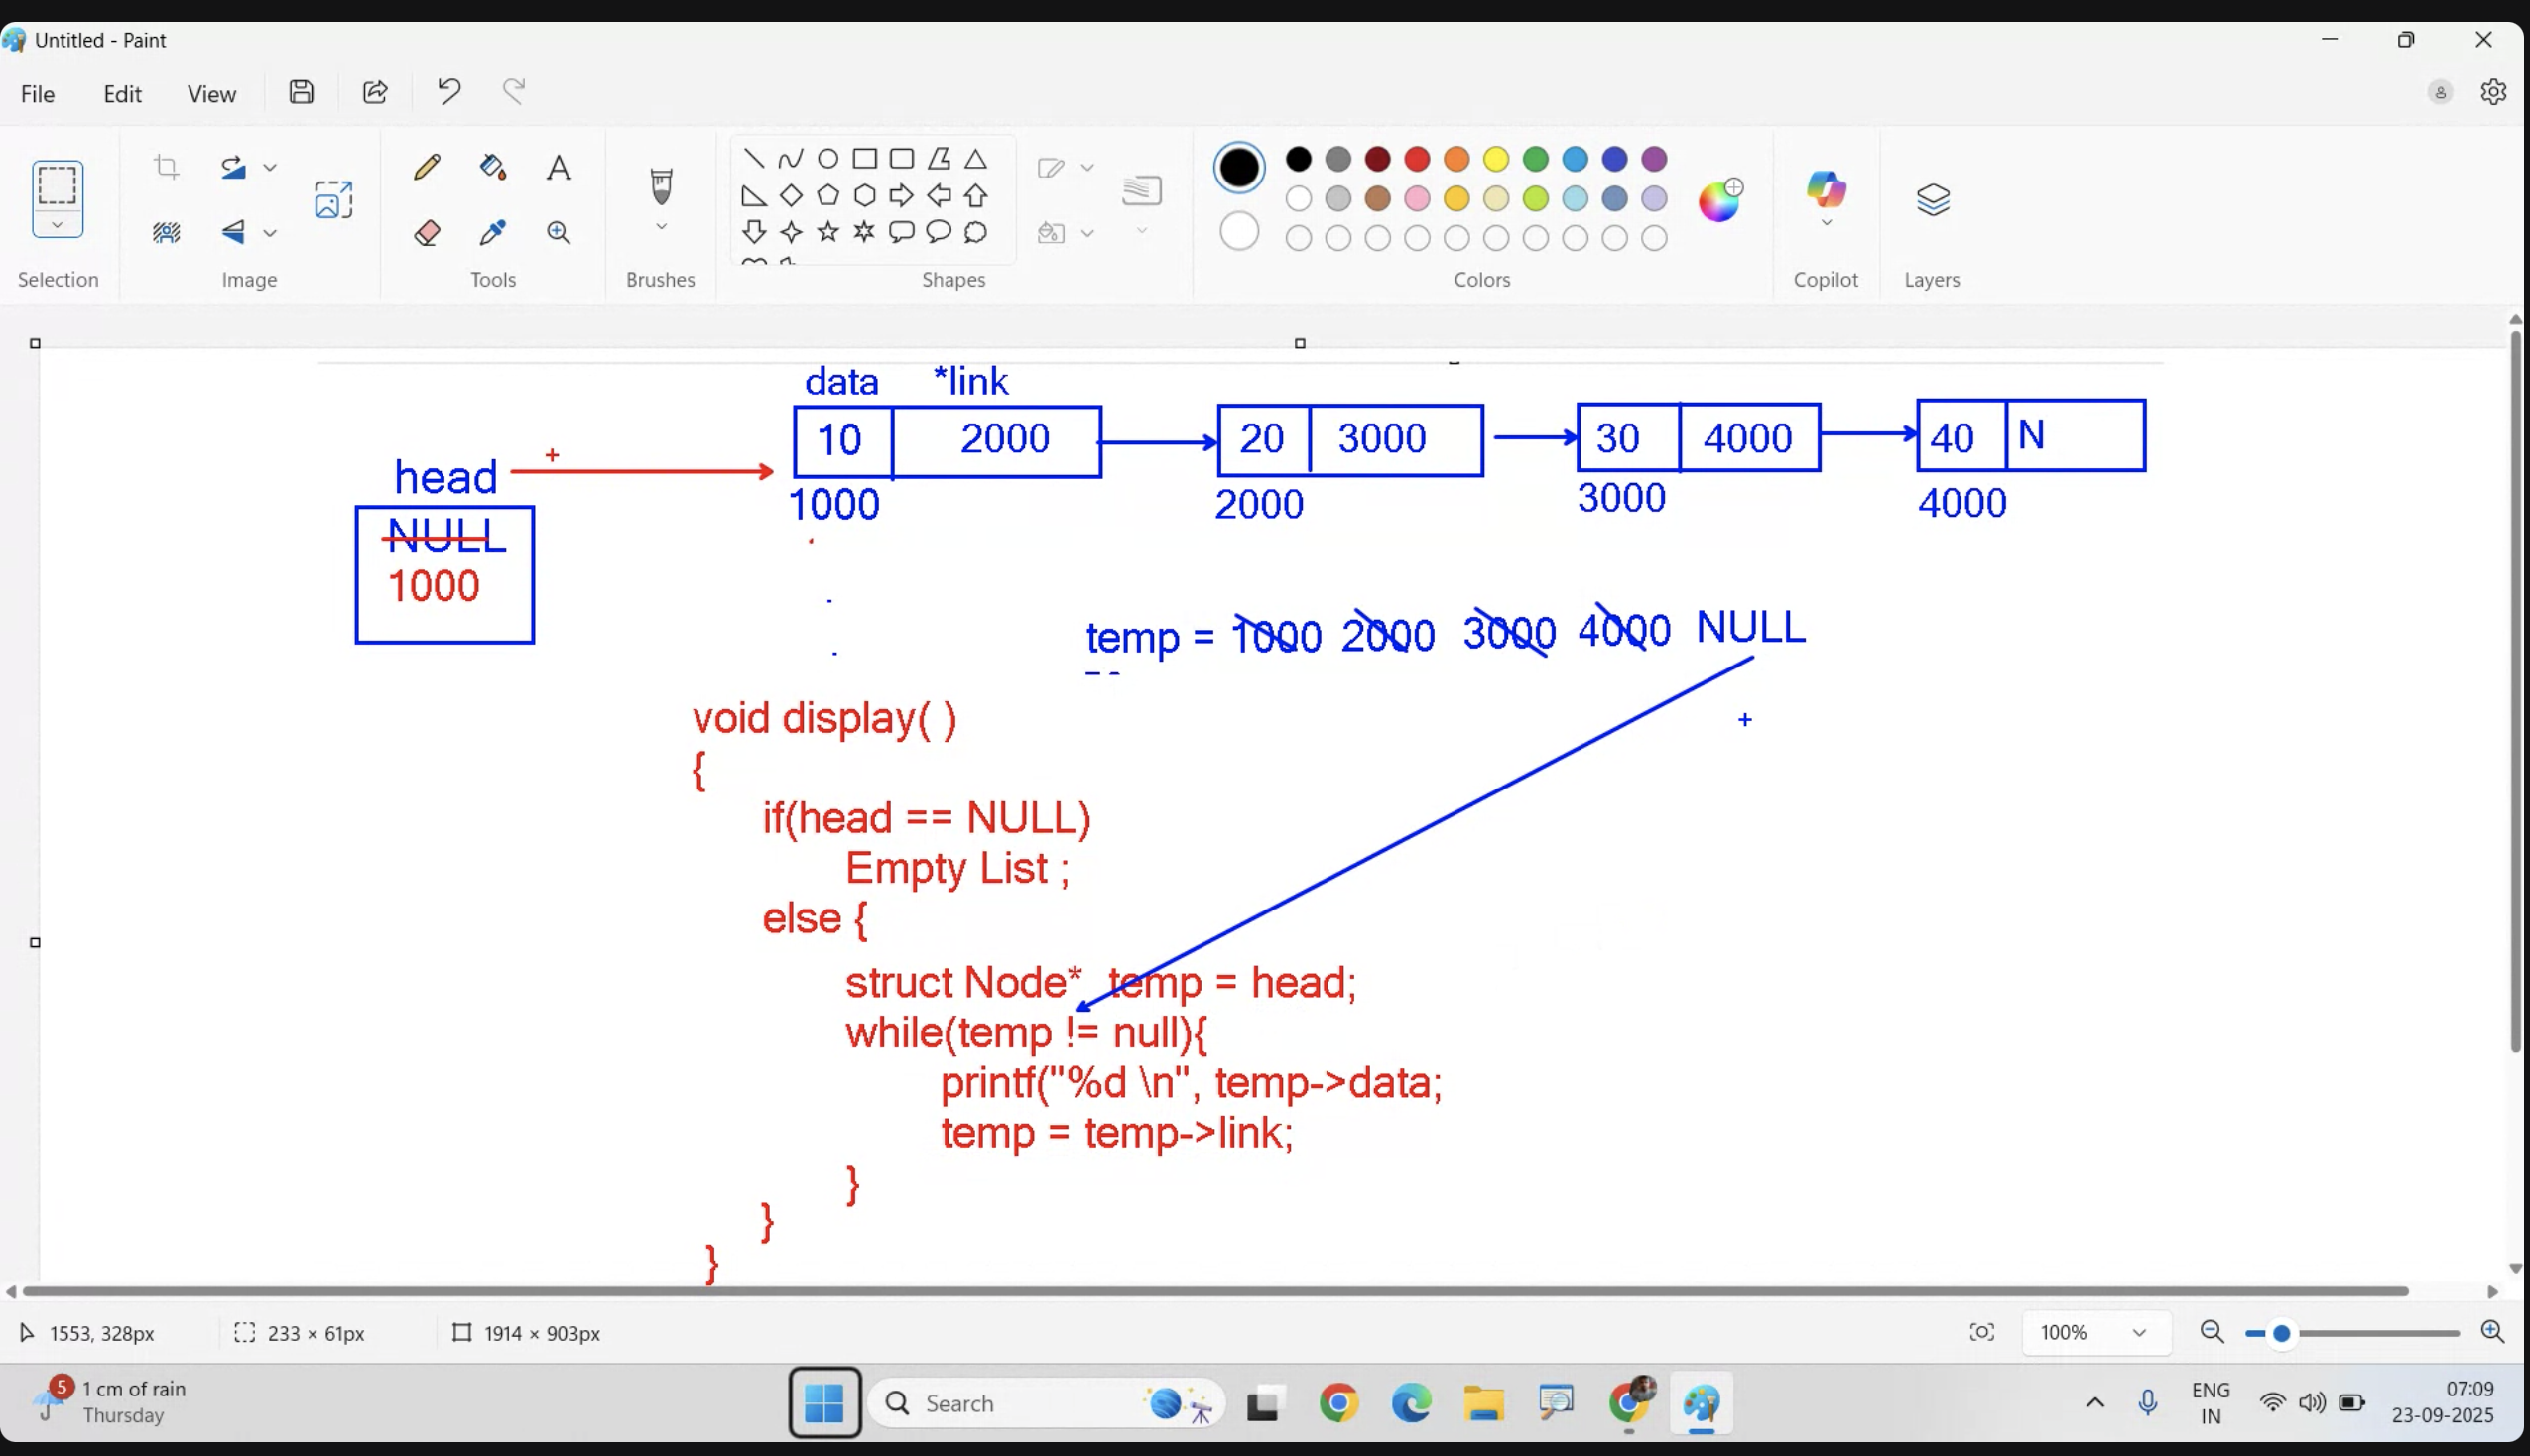 Untitled - Paint
File Edit View
Selection Image Tools Brushes Shapes Colors Copilot Layers
data *link
10 2000 20 3000 30 4000 40 N
head
1000 2000 3000 4000
NULL
1000
temp = 1000 2000 3000 4000 NULL
void display( )
{
if(head == NULL)
Empty List ;
else {
struct Node* temp = head;
while(temp != null){
printf("%d \n", temp->data;
temp = temp->link;
}
}
}
1553, 328px 233 × 61px 1914 × 903px 100%
5 1 cm of rain Search ENG 07:09
Thursday IN 23-09-2025